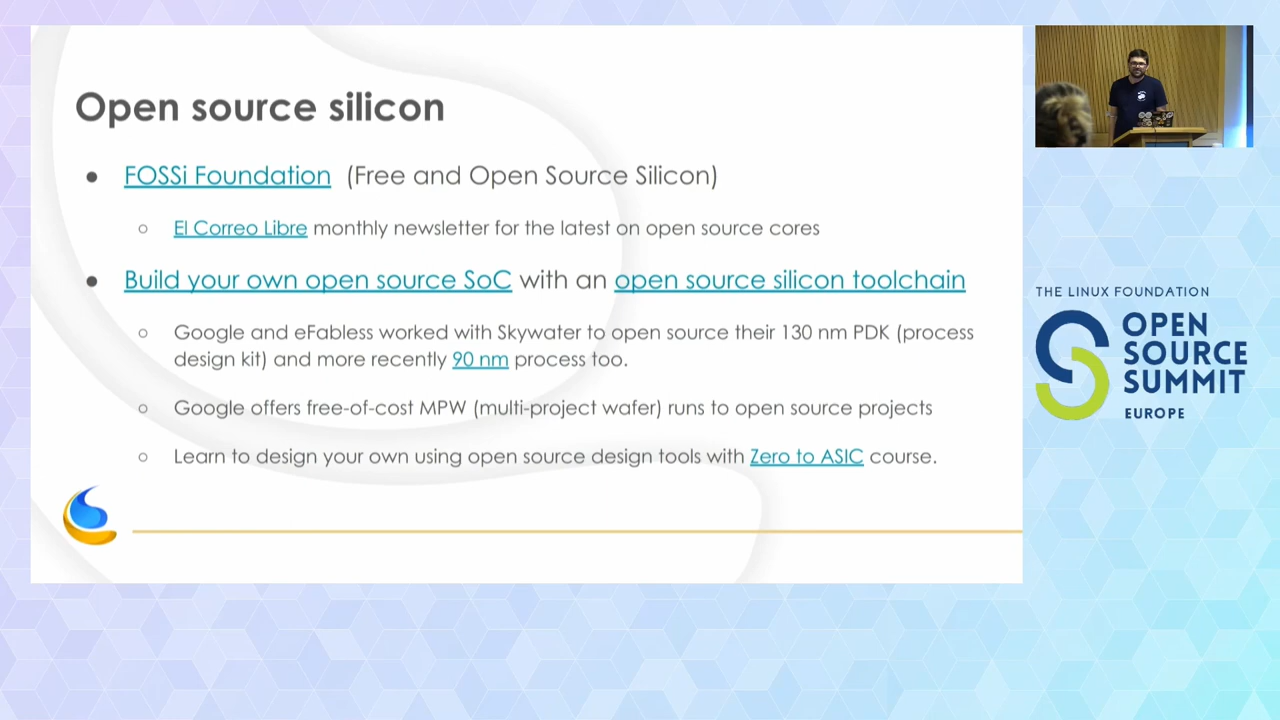 Open source silicon
● FOSSi Foundation (Free and Open Source Silicon)
○ El Correo Libre monthly newsletter for the latest on open source cores
● Build your own open source SoC with an open source silicon toolchain
○ Google and eFabless worked with Skywater to open source their 130 nm PDK (process
design kit) and more recently 90 nm process too.
○ Google offers free-of-cost MPW (multi-project wafer) runs to open source projects
○ Learn to design your own using open source design tools with Zero to ASIC course.
THE LINUX FOUNDATION
OPEN
SOURCE
SUMMIT
EUROPE